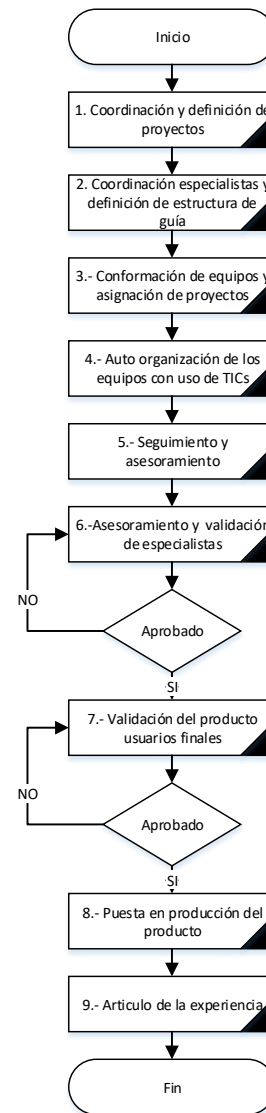 Inicio
1. Coordinación y definición de
proyectos
2. Coordinación especialistas y
definición de estructura de
guía
3.- Conformación de equipos y
asignación de proyectos
4.- Auto organización de los
equipos con uso de TICs
5.- Seguimiento y
asesoramiento
6.-Asesoramiento y validación
de especialistas
NO
Aprobado
SI
7.- Validación del producto
usuarios finales
NO
Aprobado
SI
8.- Puesta en producción del
producto
9.- Articulo de la experiencia
Fin